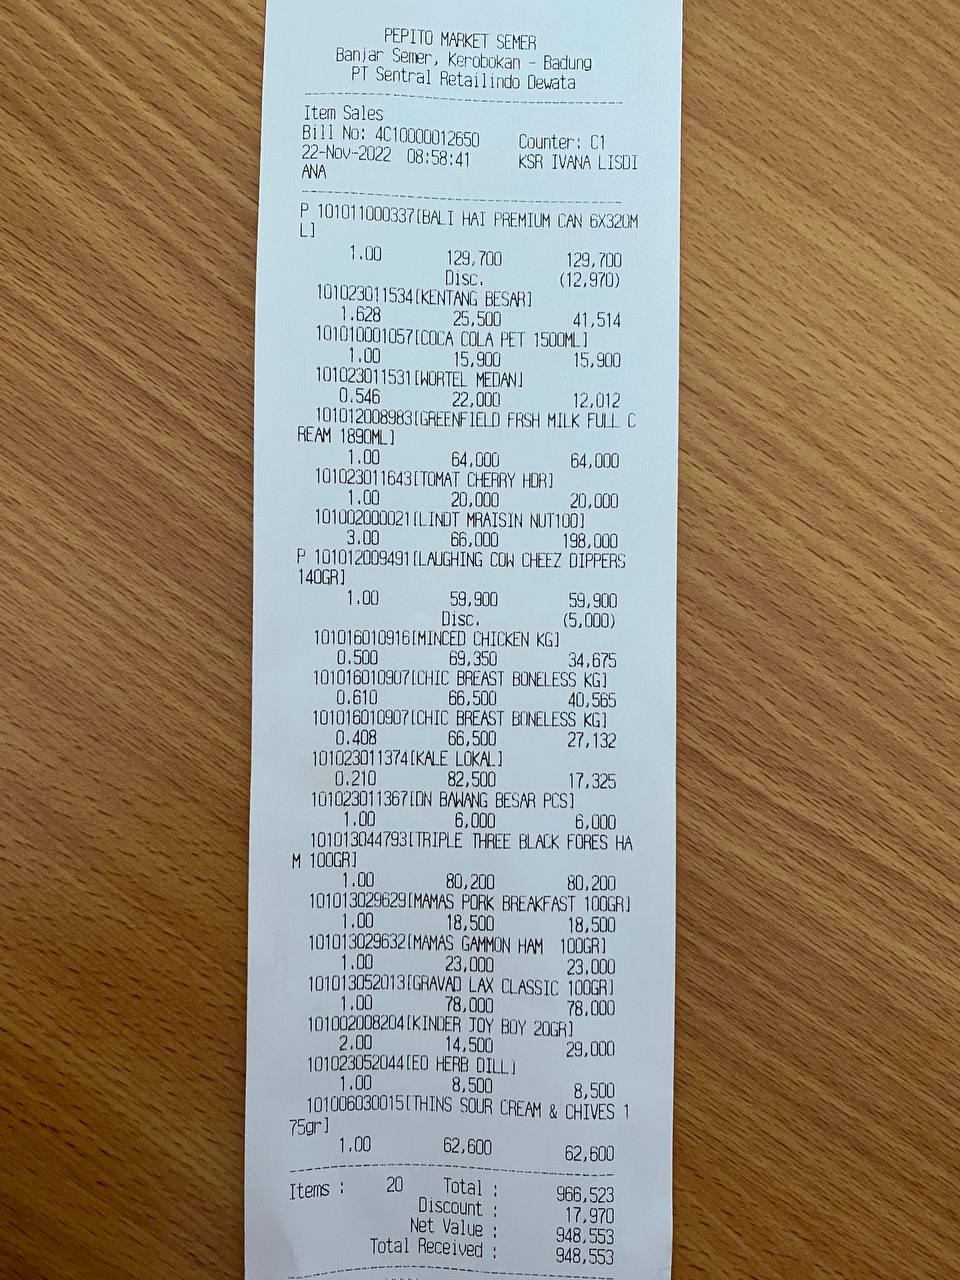 PEPITO MARKET SEMER
Banjar Semer, Kerobokan - Badung
PT Sentral Retailindo Dewata
Item Sales
Bill No: 4C10000012650 Counter: C1
22-Nov-2022 08:58:41 KSR IVANA LISDI
ANA
P 101011000337[BALI HAI PREMIUM CAN 6X320M
L]
1.00 129,700 129,700
Disc. (12,970)
101023011534[KENTANG BESAR]
1.628 25,500 41,514
101010001057[COCA COLA PET 1500ML]
1.00 15,900 15,900
101023011531[WORTEL MEDAN]
0.546 22,000 12,012
101012008983[GREENFIELD FRSH MILK FULL C
REAM 1890ML]
1.00 64,000 64,000
101023011643[TOMAT CHERRY HDR]
1.00 20,000 20,000
101002000021[LINDT MRAISIN NUT100]
3.00 66,000 198,000
P 101012009491[LAUGHING COW CHEEZ DIPPERS
140GR]
1.00 59,900 59,900
Disc. (5,000)
101016010916[MINCED CHICKEN KG]
0.500 69,350 34,675
101016010907[CHIC BREAST BONELESS KG]
0.610 66,500 40,565
101016010907[CHIC BREAST BONELESS KG]
0.408 66,500 27,132
101023011374[KALE LOKAL]
0.210 82,500 17,325
101023011367[DN BAWANG BESAR PCS]
1.00 6,000 6,000
101013044793[TRIPLE THREE BLACK FORES HA
M 100GR]
1.00 80,200 80,200
101013029629[MAMAS PORK BREAKFAST 100GR]
1.00 18,500 18,500
101013029632[MAMAS GAMMON HAM 100GR]
1.00 23,000 23,000
101013052013[GRAVAD LAX CLASSIC 100GR]
1.00 78,000 78,000
101002008204[KINDER JOY BOY 20GR]
2.00 14,500 29,000
101023052044[EO HERB DILL]
1.00 8,500 8,500
101006030015[THINS SOUR CREAM & CHIVES 1
75gr]
1.00 62,600 62,600
Items : 20 Total : 966,523
Discount : 17,970
Net Value : 948,553
Total Received : 948,553